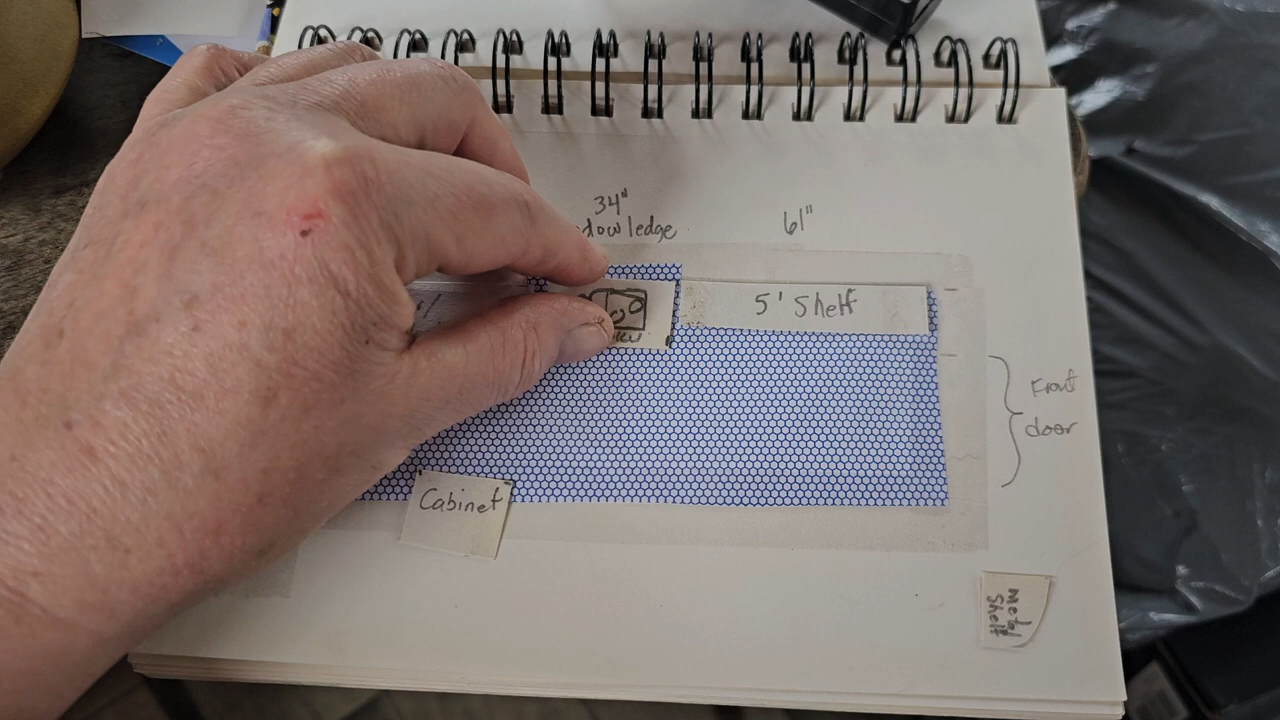 34"
dow ledge
61"
5' Shelf
Front
door
Cabinet
metal
Shelf